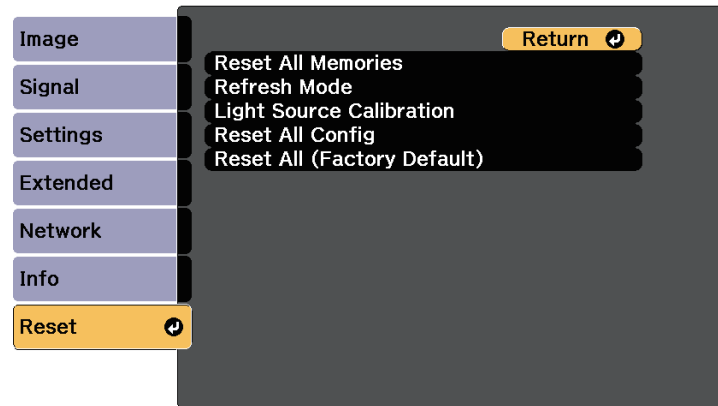 Image
Signal
Settings
Extended
Network
Info
Reset
Return
Reset All Memories
Refresh Mode
Light Source Calibration
Reset All Config
Reset All (Factory Default)